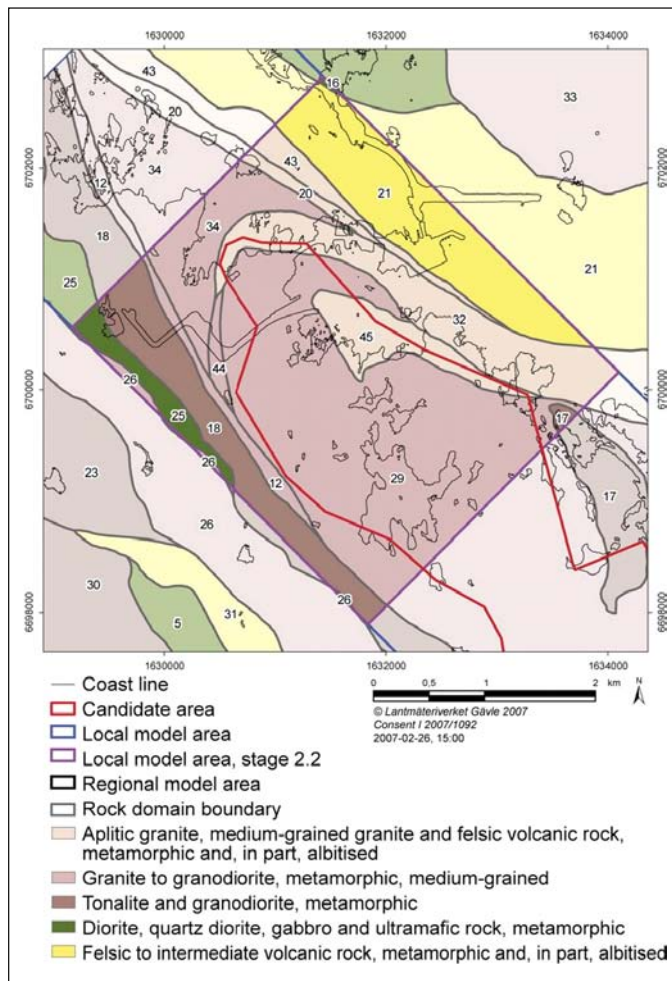 1630000 1632000 1634000
43
16
33
20
6702000
6702000
34
43
12
20
21
34
18
21
25
32
45
6700000
6700000
44
26
17
25
18
23
26
12
29
17
26
30
31
26
5
6698000
6698000
1630000 1632000 1634000
Coast line
Candidate area
Local model area
Local model area, stage 2.2
Regional model area
Rock domain boundary
Aplitic granite, medium-grained granite and felsic volcanic rock,
metamorphic and, in part, albitised
Granite to granodiorite, metamorphic, medium-grained
Tonalite and granodiorite, metamorphic
Diorite, quartz diorite, gabbro and ultramafic rock, metamorphic
Felsic to intermediate volcanic rock, metamorphic and, in part, albitised
0 0,5 1 2 km
N
© Lantmäteriverket Gävle 2007
Consent I 2007/1092
2007-02-26, 15:00